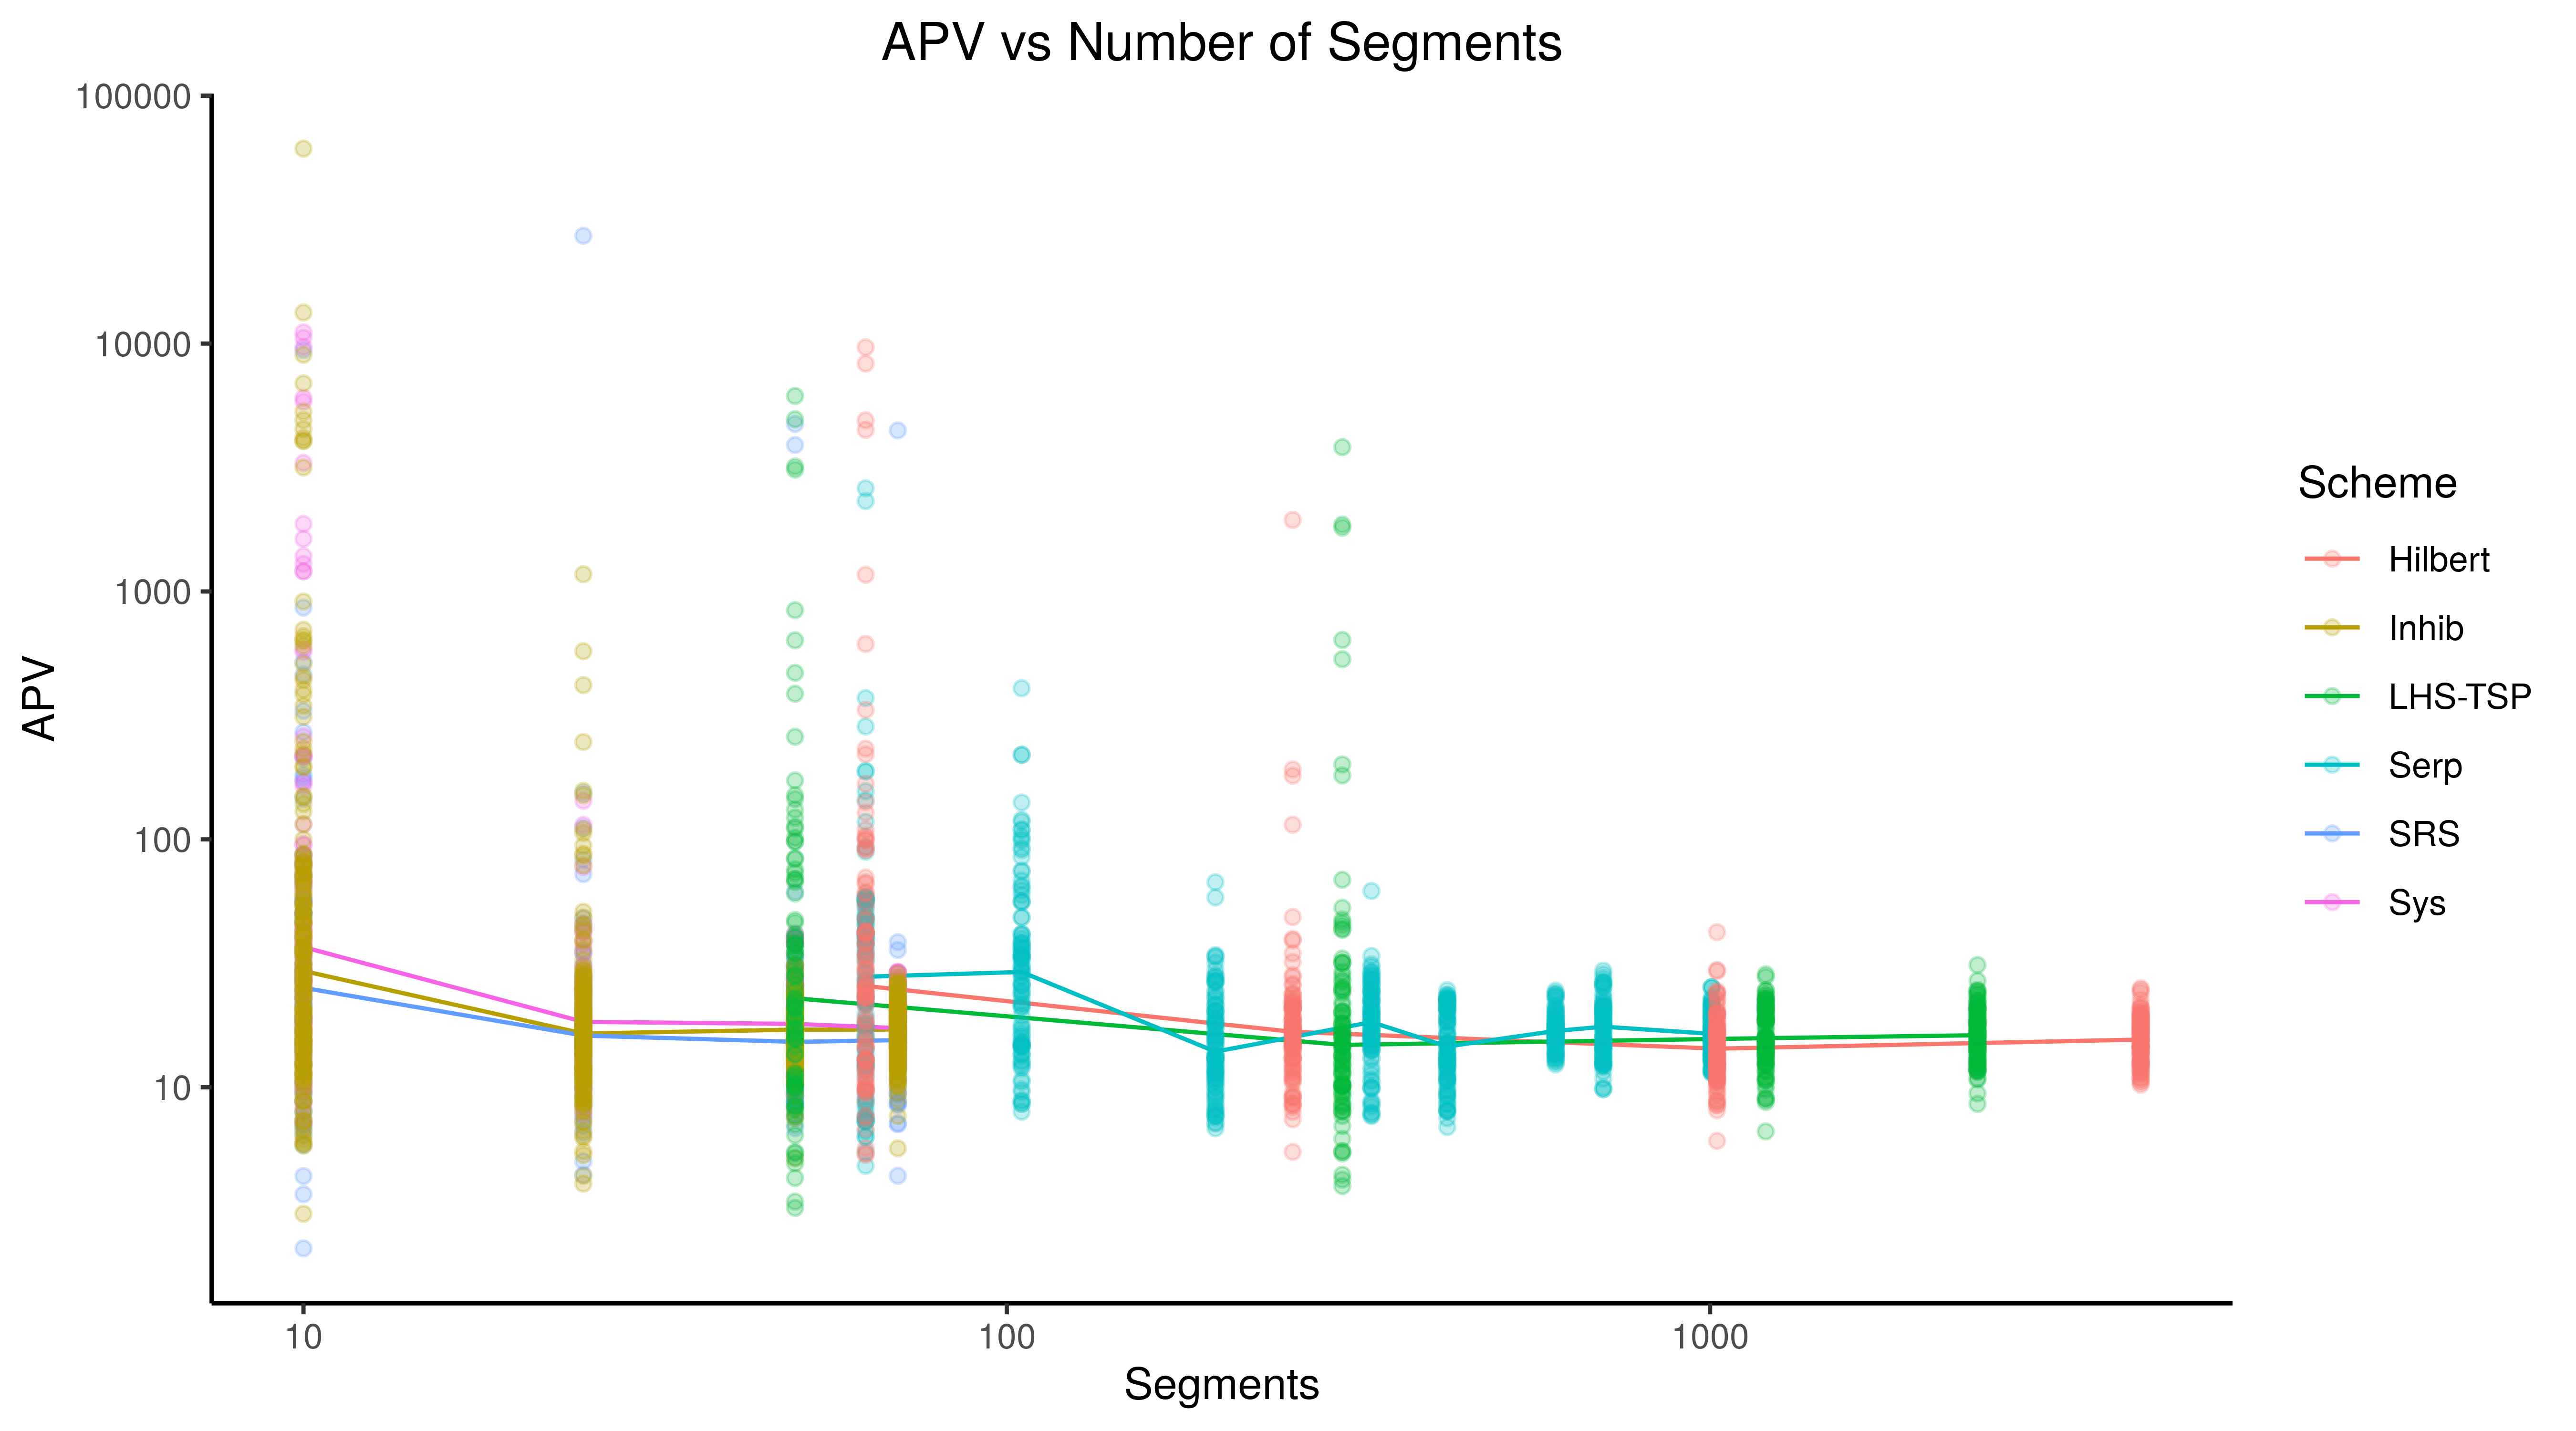 APV vs Number of Segments
100000
10000
1000
100
10
APV
10
100
1000
Segments
Scheme
Hilbert
Inhib
LHS-TSP
Serp
SRS
Sys